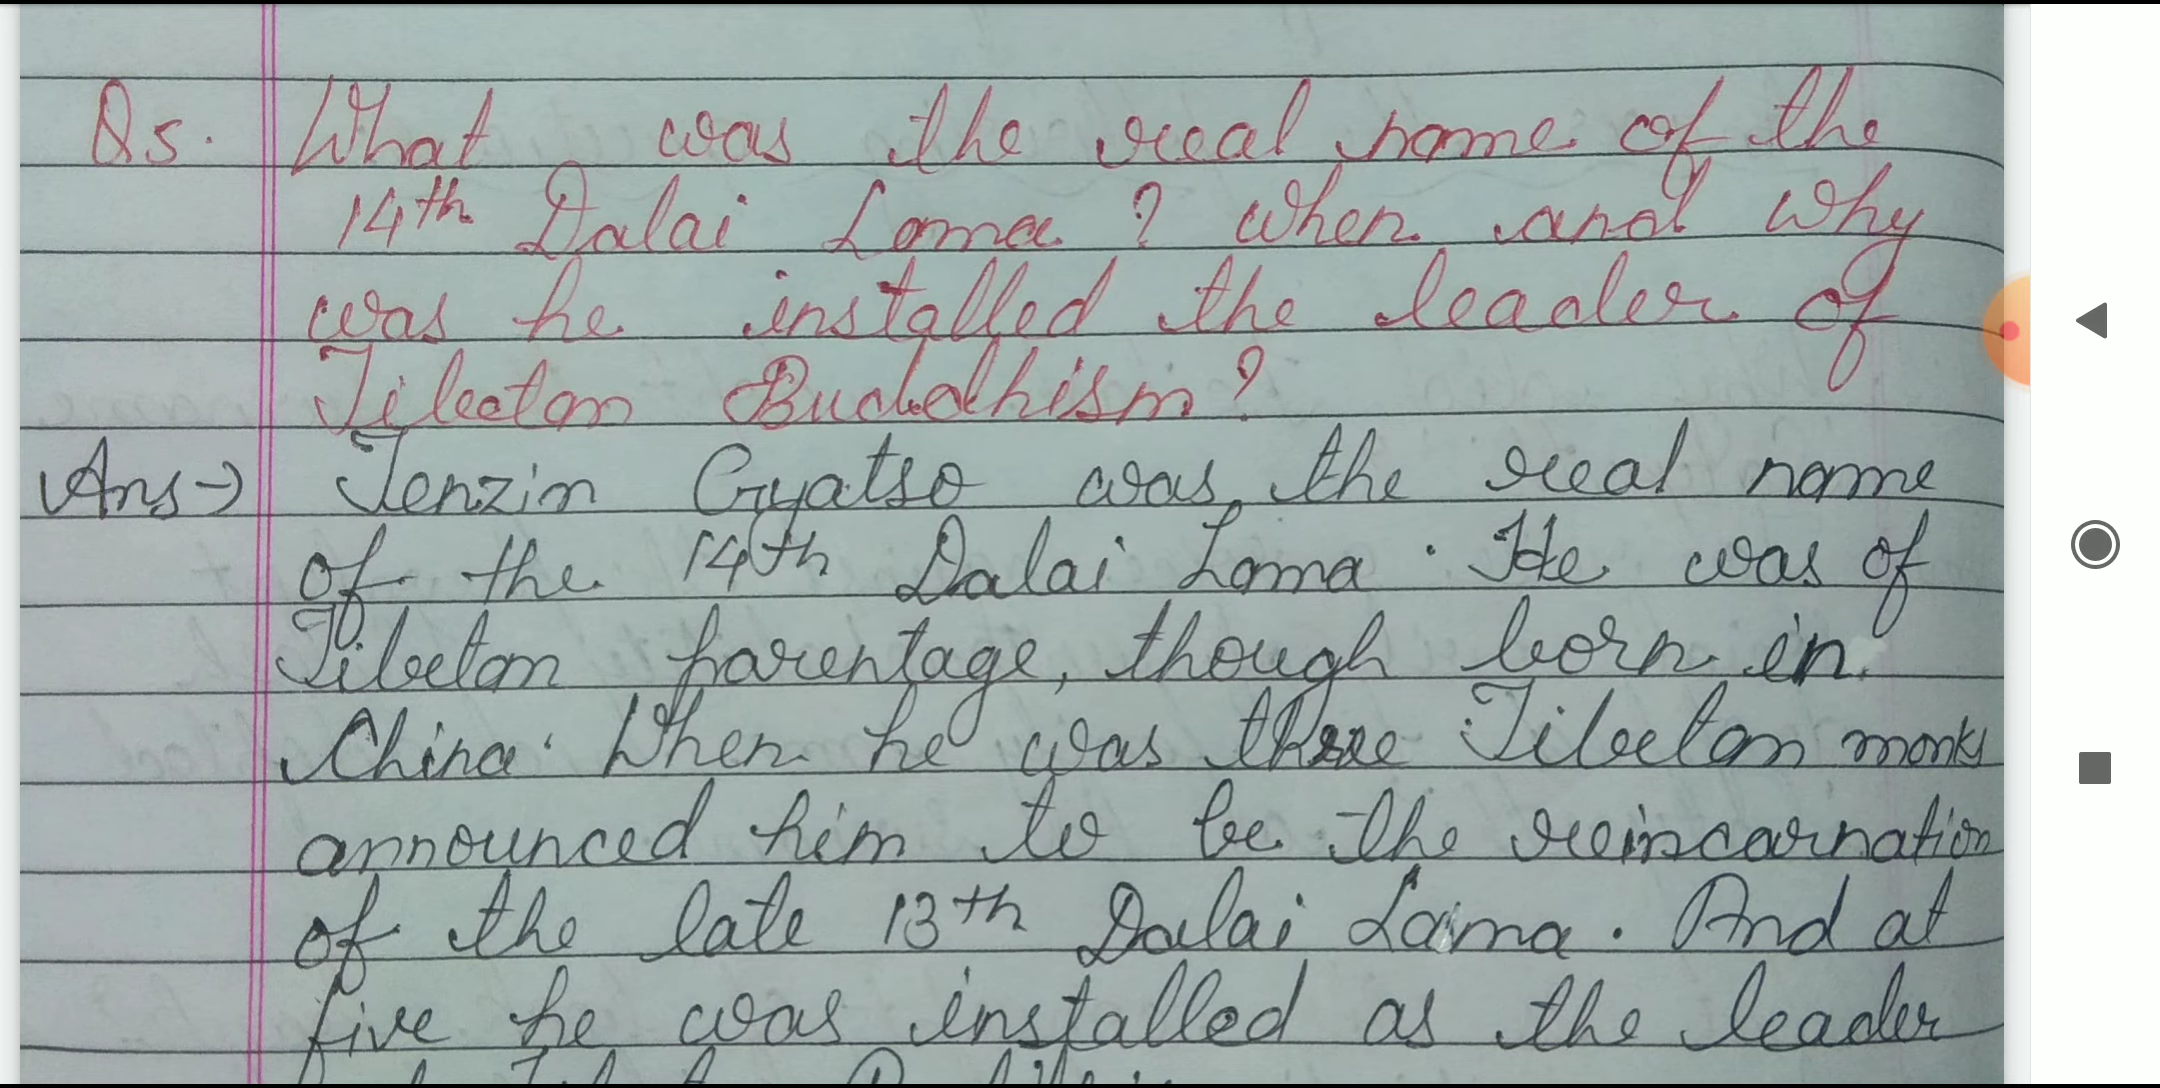 Q5. What was the real name of the
14th Dalai Lama? When and why
was he installed the leader of
Tibetan Buddhism?
Ans→ Tenzin Gyatso was the real name
of the 14th Dalai Lama. He was of
Tibetan parentage, though born in
China. When he was three Tibetan monks
announced him to be the reincarnation
of the late 13th Dalai Lama. And at
five he was installed as the leader